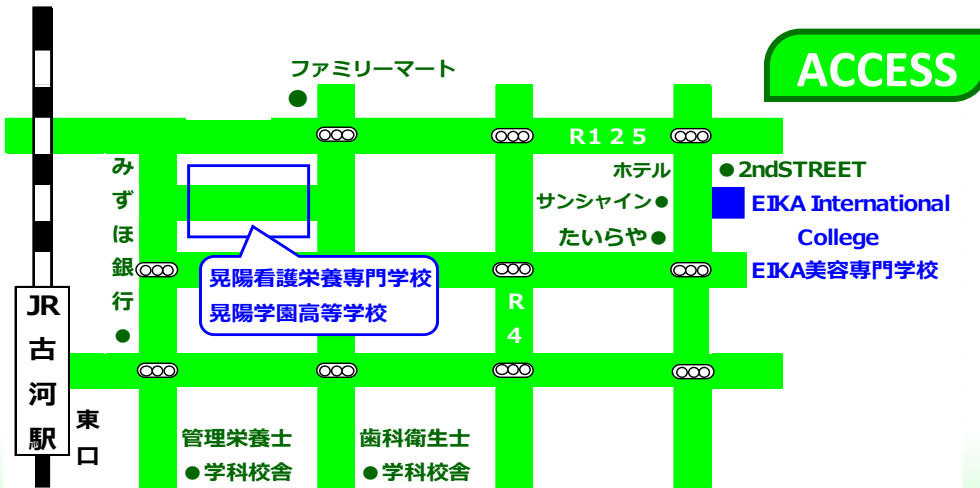 ACCESS
ファミリーマート
R125
みずほ銀行
ホテル
サンシャイン
たいらや
2ndSTREET
EIKA International
College
EIKA美容専門学校
晃陽看護栄養専門学校
晃陽学園高等学校
R4
JR古河駅
東口
管理栄養士
学科校舎
歯科衛生士
学科校舎